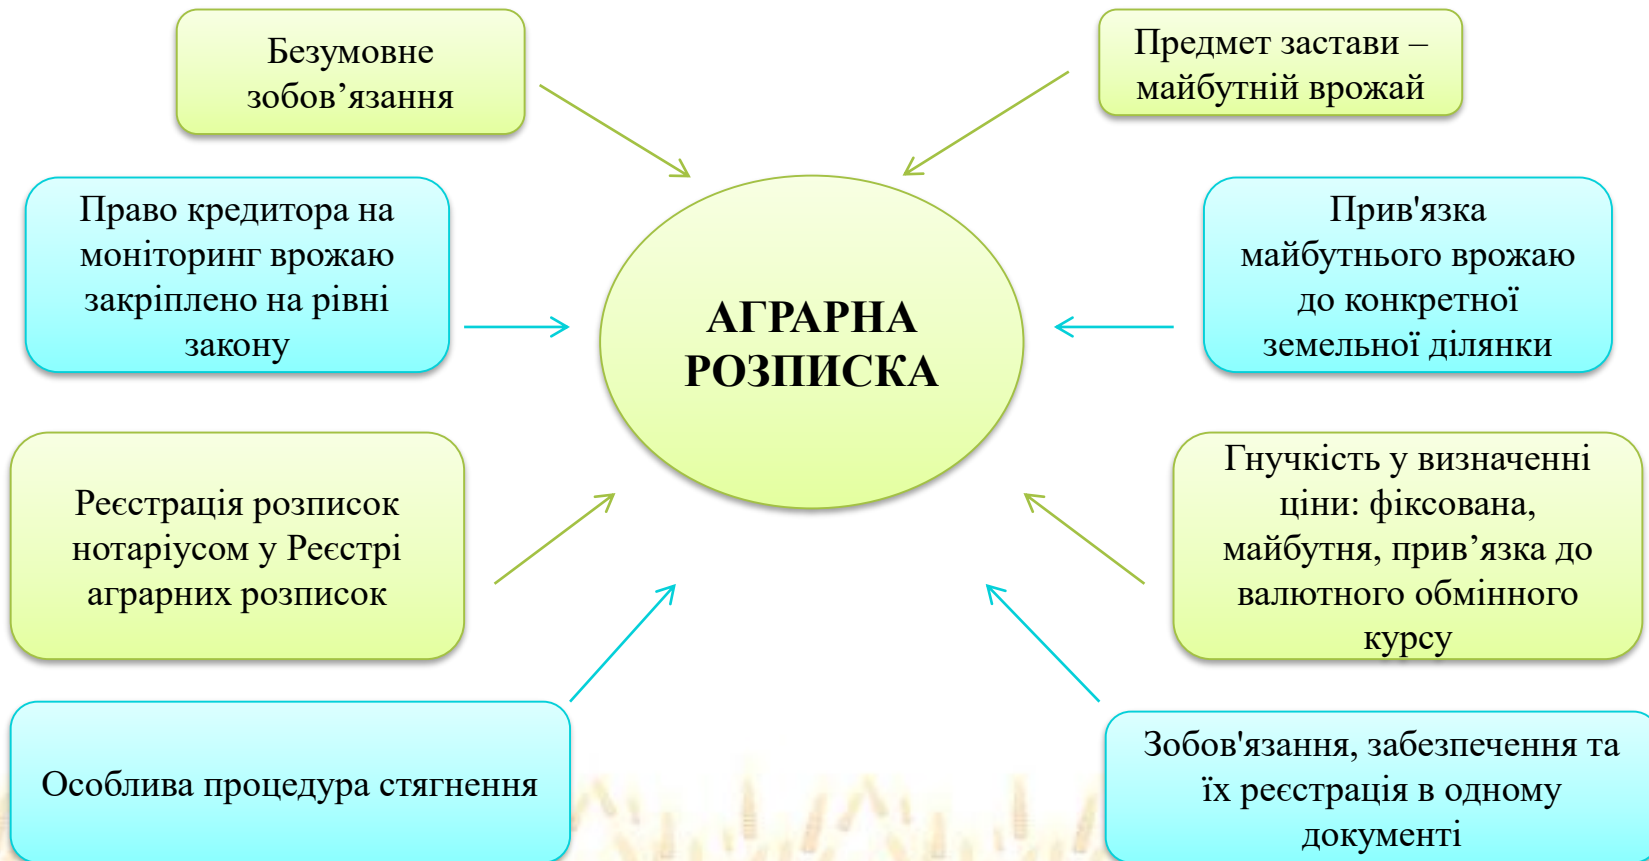 Безумовне
зобов’язання
Предмет застави –
майбутній врожай
Право кредитора на
моніторинг врожаю
закріплено на рівні
закону
АГРАРНА
РОЗПИСКА
Прив'язка
майбутнього врожаю
до конкретної
земельної ділянки
Реєстрація розписок
нотаріусом у Реєстрі
аграрних розписок
Гнучкість у визначенні
ціни: фіксована,
майбутня, прив’язка до
валютного обмінного
курсу
Особлива процедура стягнення
Зобов'язання, забезпечення та
їх реєстрація в одному
документі